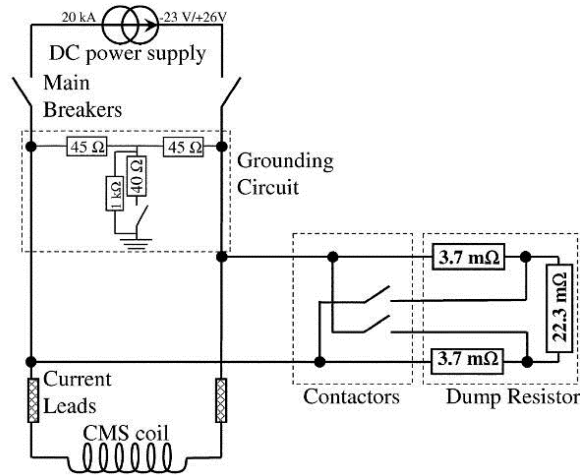 20 kA -23 V/+26V
DC power supply
Main
Breakers
45 Ω 45 Ω
1 kΩ
40 Ω
Grounding
Circuit
3.7 mΩ
22.3 mΩ
3.7 mΩ
Contactors Dump Resistor
Current
Leads
CMS coil